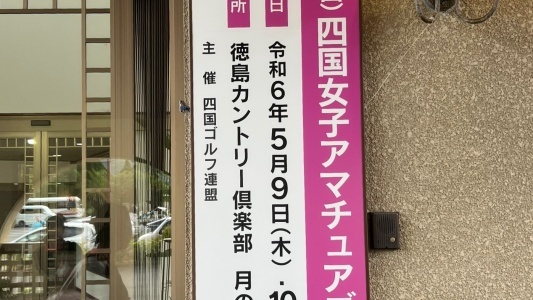 四国女子アマチュアゴ
日 令和6年5月9日(木)・10
所 徳島カントリー倶楽部 月の
主催 四国ゴルフ連盟